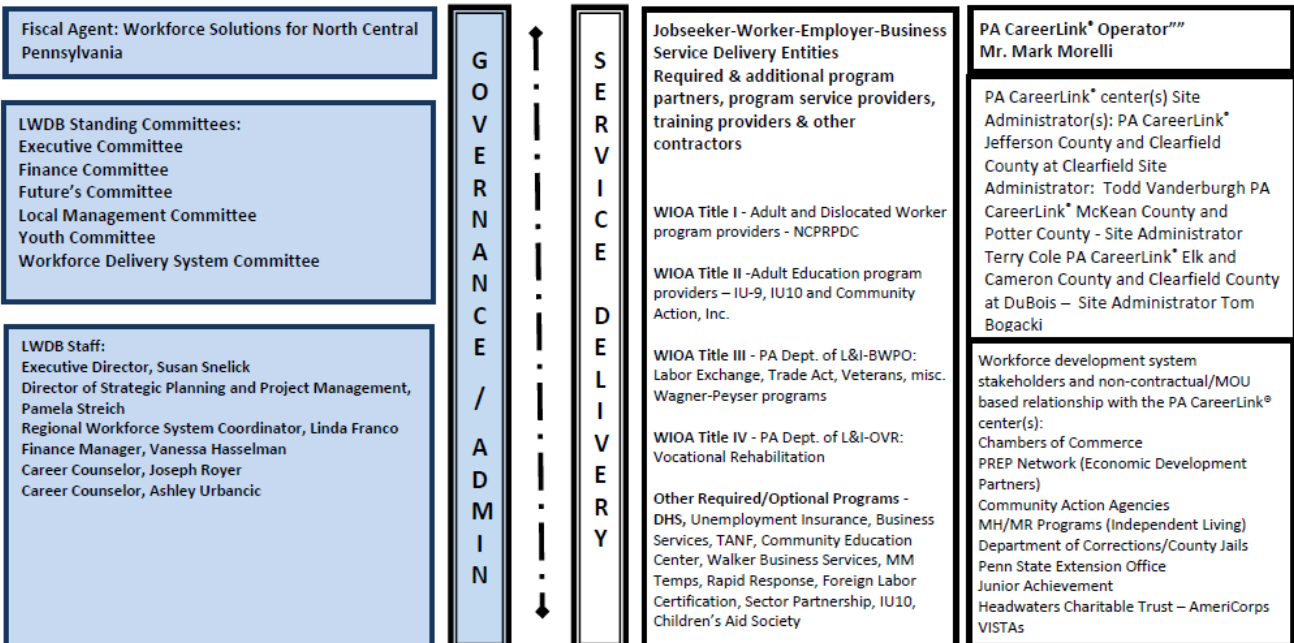 Fiscal Agent: Workforce Solutions for North Central
Pennsylvania
LWDB Standing Committees:
Executive Committee
Finance Committee
Future's Committee
Local Management Committee
Youth Committee
Workforce Delivery System Committee
LWDB Staff:
Executive Director, Susan Snelick
Director of Strategic Planning and Project Management,
Pamela Streich
Regional Workforce System Coordinator, Linda Franco
Finance Manager, Vanessa Hasselman
Career Counselor, Joseph Royer
Career Counselor, Ashley Urbancic
G
O
V
E
R
N
A
N
C
E
/
A
D
M
I
N
S
E
R
V
I
C
E
D
E
L
I
V
E
R
Y
Jobseeker-Worker-Employer-Business
Service Delivery Entities
Required & additional program
partners, program service providers,
training providers & other
contractors
WIOA Title I - Adult and Dislocated Worker
program providers - NCPRPDC
WIOA Title II -Adult Education program
providers – IU-9, IU10 and Community
Action, Inc.
WIOA Title III - PA Dept. of L&I-BWPO:
Labor Exchange, Trade Act, Veterans, misc.
Wagner-Peyser programs
WIOA Title IV - PA Dept. of L&I-OVR:
Vocational Rehabilitation
Other Required/Optional Programs -
DHS, Unemployment Insurance, Business
Services, TANF, Community Education
Center, Walker Business Services, MM
Temps, Rapid Response, Foreign Labor
Certification, Sector Partnership, IU10,
Children's Aid Society
PA CareerLink® Operator””
Mr. Mark Morelli
PA CareerLink® center(s) Site
Administrator(s): PA CareerLink®
Jefferson County and Clearfield
County at Clearfield Site
Administrator: Todd Vanderburgh PA
CareerLink® McKean County and
Potter County - Site Administrator
Terry Cole PA CareerLink® Elk and
Cameron County and Clearfield County
at DuBois – Site Administrator Tom
Bogacki
Workforce development system
stakeholders and non-contractual/MOU
based relationship with the PA CareerLink®
center(s):
Chambers of Commerce
PREP Network (Economic Development
Partners)
Community Action Agencies
MH/MR Programs (Independent Living)
Department of Corrections/County Jails
Penn State Extension Office
Junior Achievement
Headwaters Charitable Trust – AmeriCorps
VISTAs